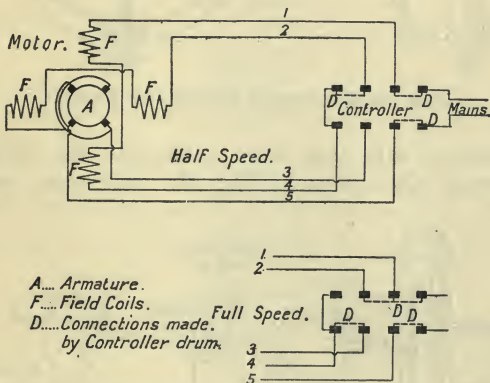 1
2
Motor.
F
F
F
A
D
D
Controller
Mains.
D
F
Half Speed.
3
4
5
1
2
A.... Armature.
F.... Field Coils.
D.... Connections made
by Controller drum.
Full Speed.
D
D
D
3
4
5